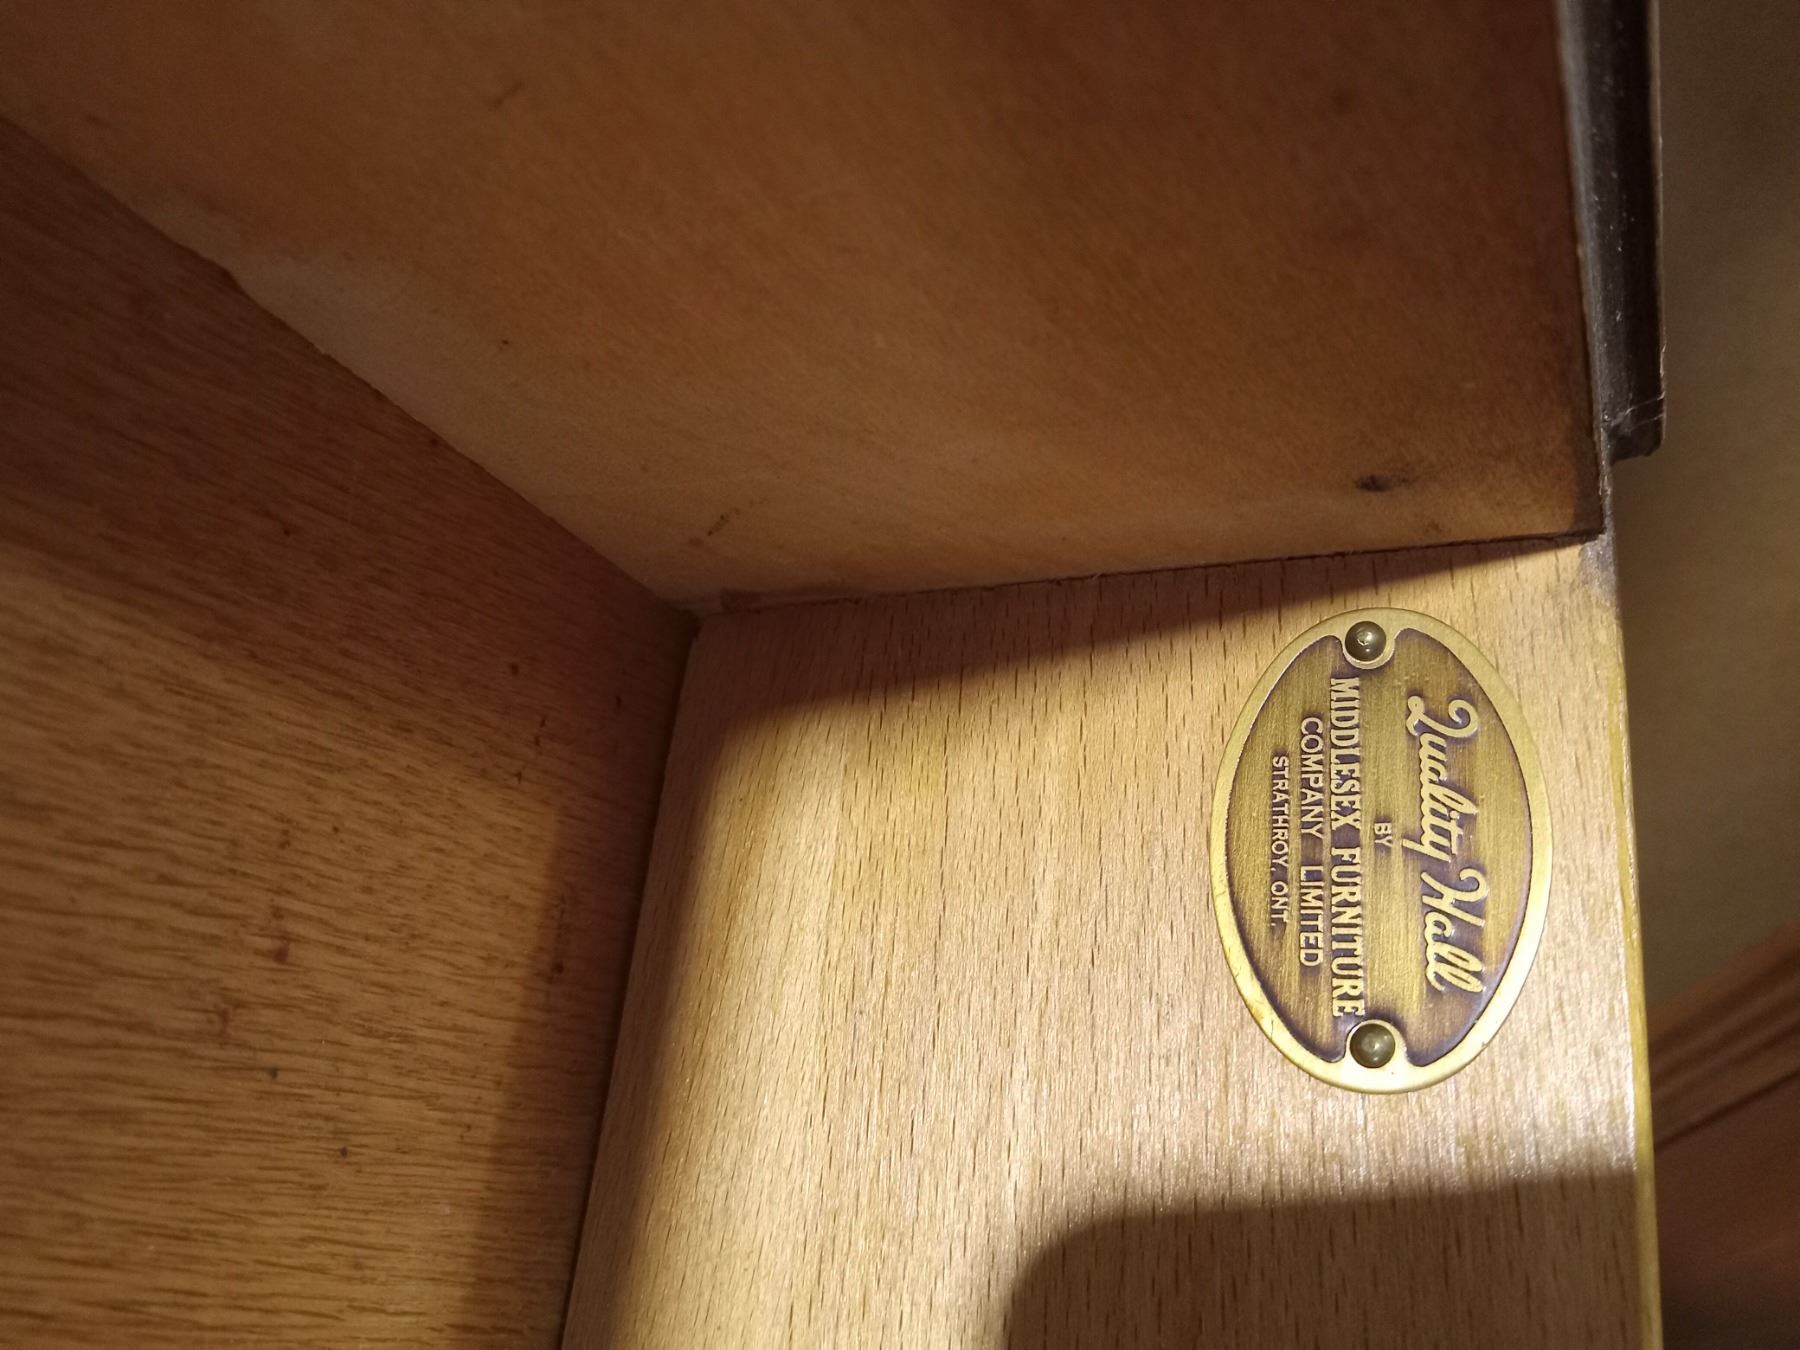 Quality Hall
BY
MIDDLESEX FURNITURE
COMPANY LIMITED
STRATHROY, ONT.